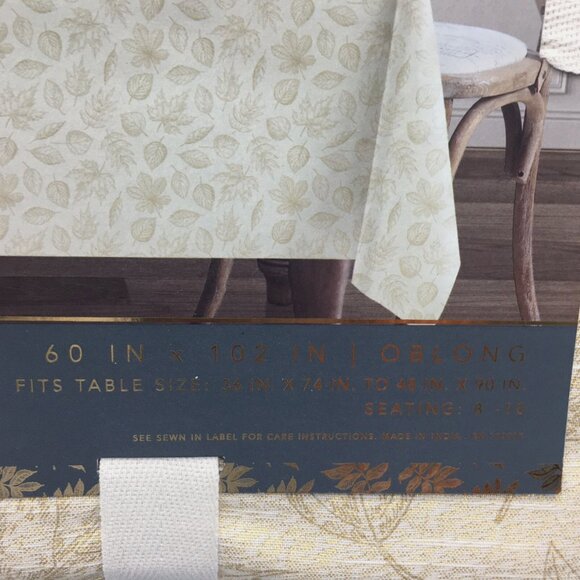 60 IN x 102 IN | OBLONG
FITS TABLE SIZE: 36 IN. X 74 IN. TO 48 IN. X 90 IN.
SEATING: 8 -10
SEE SEWN IN LABEL FOR CARE INSTRUCTIONS. MADE IN INDIA